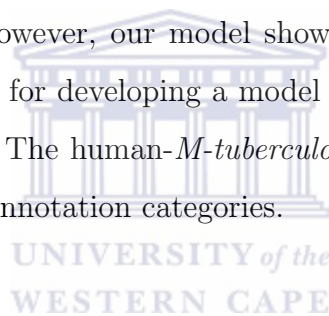 owever, our model show
for developing a model
The human-M-tuberculo
nnotation categories.
UNIVERSITY of the
WESTERN CAPE